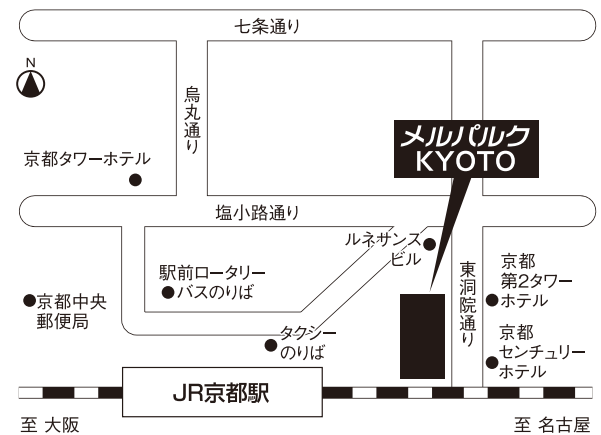 七条通り
N
烏丸通り
メルパルク
KYOTO
京都タワーホテル
塩小路通り
ルネサンス
ビル
東洞院通り
京都
第2タワー
ホテル
駅前ロータリー
バスのりば
京都中央
郵便局
タクシー
のりば
京都
センチュリー
ホテル
JR京都駅
至 大阪
至 名古屋